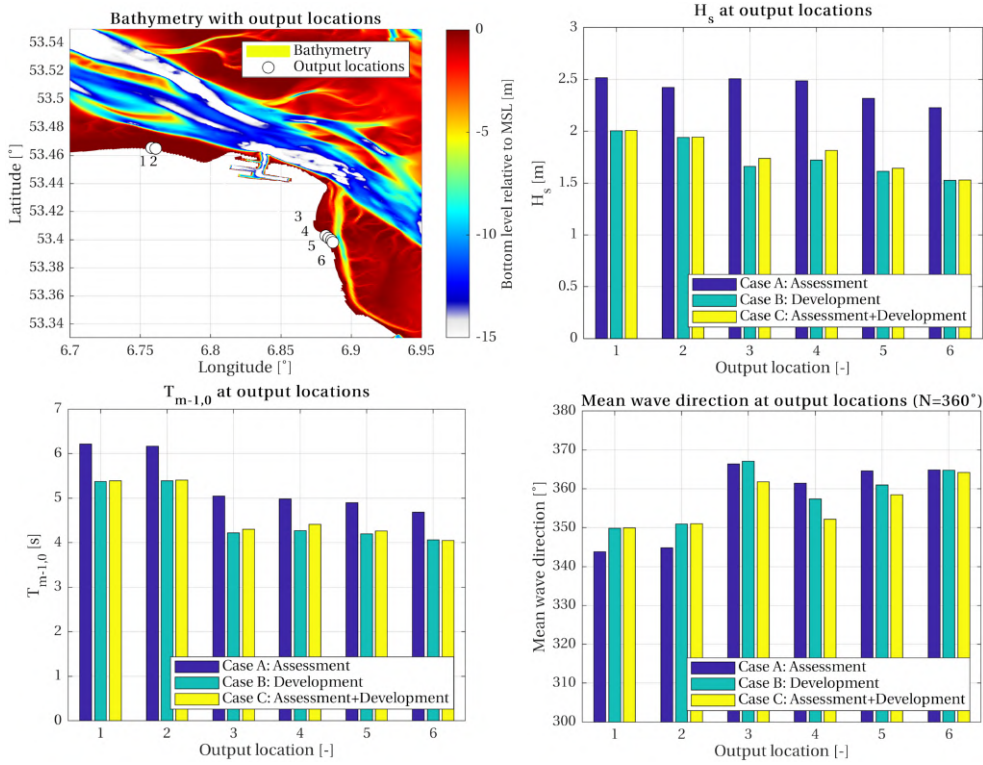 Bathymetry with output locations
53.55
53.54
53.52
53.5
53.48
53.46
53.44
53.42
53.4
53.38
53.36
53.34
Latitude [˚]
6.7
6.75
6.8
6.85
6.9
6.95
Longitude [˚]
Bathymetry
Output locations
12
3
4
5
6
0
-5
-10
-15
Bottom level relative to MSL [m]
H_s at output locations
3
2.5
2
1.5
1
0.5
0
H_s [m]
Case A: Assessment
Case B: Development
Case C: Assessment+Development
1 2 3 4 5 6
Output location [-]
T_m-1,0 at output locations
7
6
5
4
3
2
1
0
T_m-1,0 [s]
Case A: Assessment
Case B: Development
Case C: Assessment+Development
1 2 3 4 5 6
Output location [-]
Mean wave direction at output locations (N=360˚)
380
370
360
350
340
330
320
310
300
Mean wave direction [˚]
Case A: Assessment
Case B: Development
Case C: Assessment+Development
1 2 3 4 5 6
Output location [-]